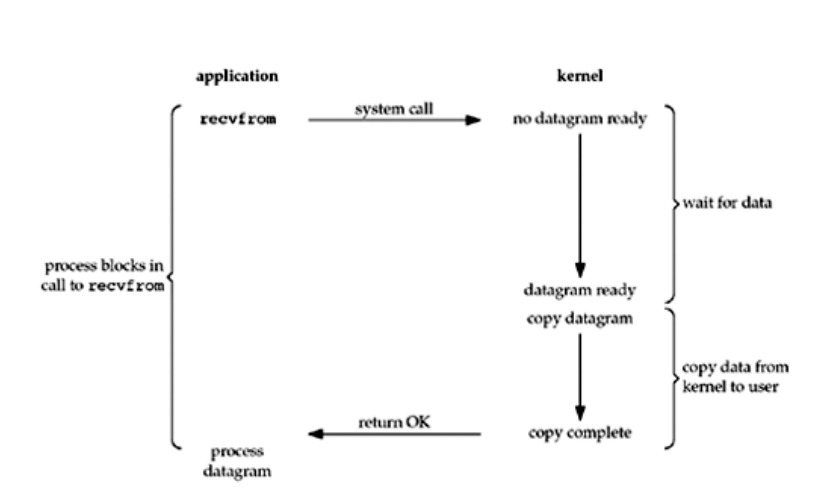 application
kernel
recvfrom
system call
no datagram ready
wait for data
process blocks in
call to recvfrom
datagram ready
copy datagram
copy data from
kernel to user
return OK
copy complete
process
datagram